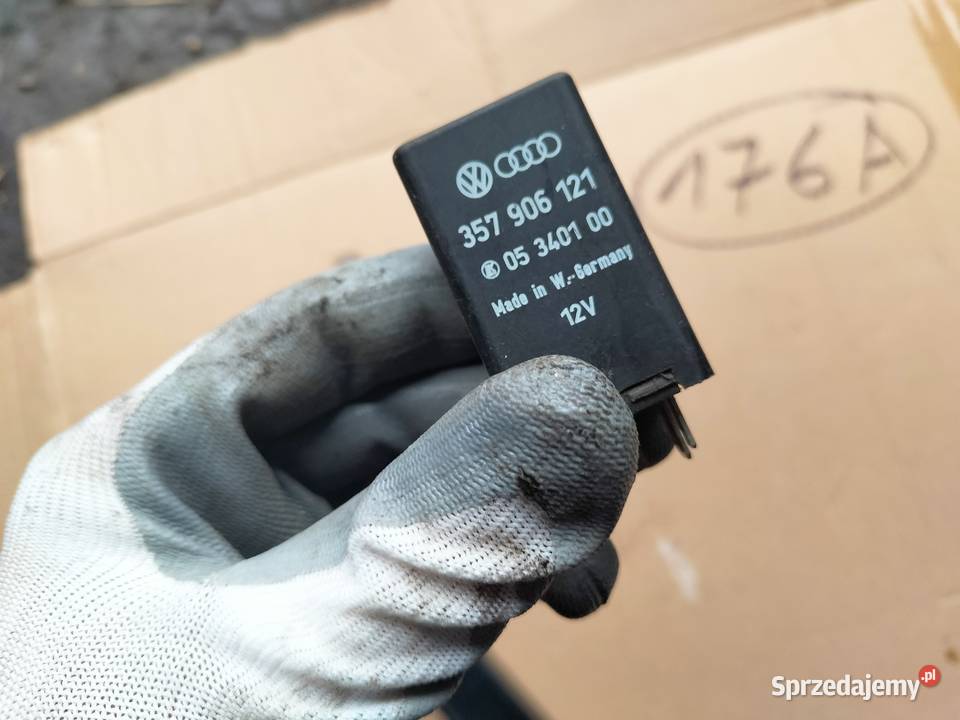 357 906 121
05 3401 00
Made in W.-Germany
12V
176A
Sprzedajemy.pl